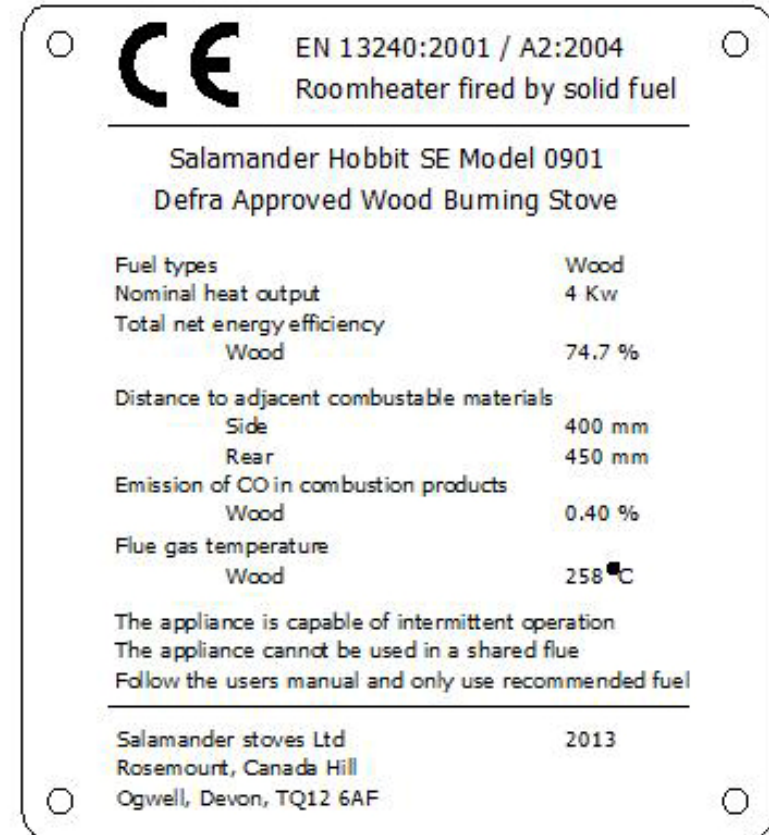 CE
EN 13240:2001 / A2:2004
Roomheater fired by solid fuel
Salamander Hobbit SE Model 0901
Defra Approved Wood Burning Stove
Fuel types Wood
Nominal heat output 4 Kw
Total net energy efficiency
Wood 74.7 %
Distance to adjacent combustable materials
Side 400 mm
Rear 450 mm
Emission of CO in combustion products
Wood 0.40 %
Flue gas temperature
Wood 258 °C
The appliance is capable of intermittent operation
The appliance cannot be used in a shared flue
Follow the users manual and only use recommended fuel
Salamander stoves Ltd 2013
Rosemount, Canada Hill
Ogwell, Devon, TQ12 6AF